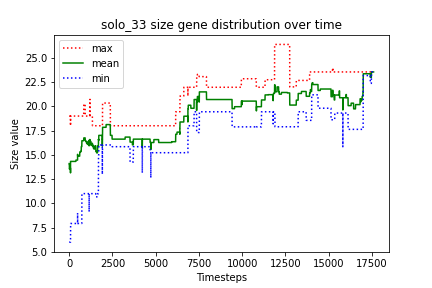 solo_33 size gene distribution over time
max
mean
min
Size value
25.0
22.5
20.0
17.5
15.0
12.5
10.0
7.5
5.0
0
2500
5000
7500
10000
12500
15000
17500
Timesteps